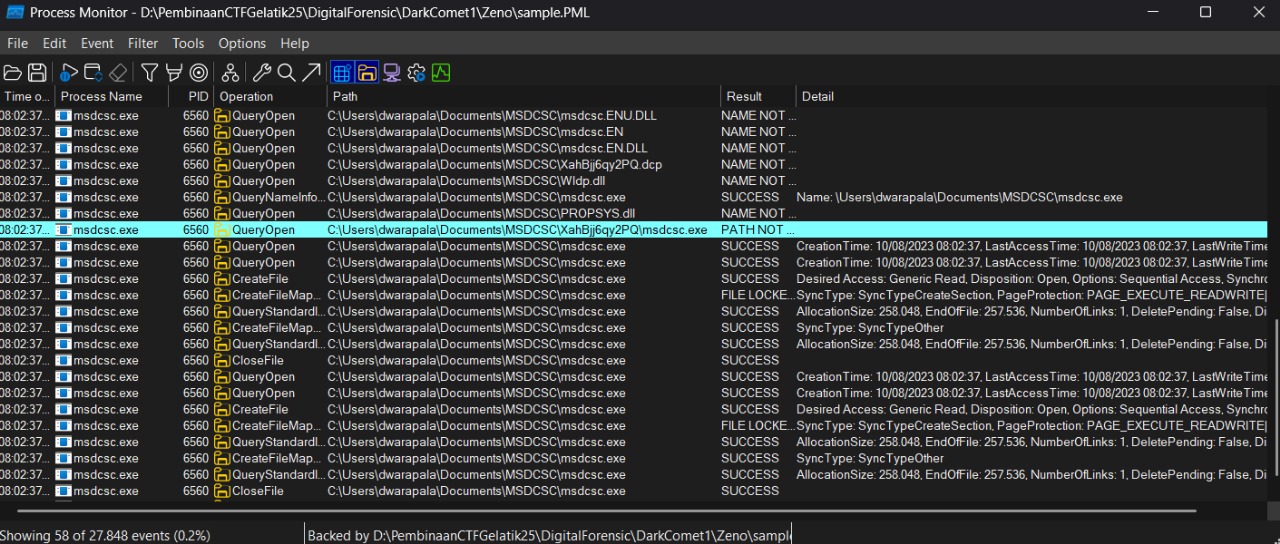 Process Monitor - D:\PembinaanCTFGelatik25\DigitalForensic\DarkComet1\Zeno\sample.PML
File Edit Event Filter Tools Options Help
Time o... Process Name PID Operation Path Result Detail
08:02:37... msdcsc.exe 6560 QueryOpen C:\Users\dwarapala\Documents\MSDCSC\msdcsc.ENU.DLL NAME NOT ...
08:02:37... msdcsc.exe 6560 QueryOpen C:\Users\dwarapala\Documents\MSDCSC\msdcsc.EN NAME NOT ...
08:02:37... msdcsc.exe 6560 QueryOpen C:\Users\dwarapala\Documents\MSDCSC\msdcsc.EN.DLL NAME NOT ...
08:02:37... msdcsc.exe 6560 QueryOpen C:\Users\dwarapala\Documents\MSDCSC\XahBjj6qy2PQ.dcp NAME NOT ...
08:02:37... msdcsc.exe 6560 QueryOpen C:\Users\dwarapala\Documents\MSDCSC\Wldp.dll NAME NOT ...
08:02:37... msdcsc.exe 6560 QueryNameInfo... C:\Users\dwarapala\Documents\MSDCSC\msdcsc.exe SUCCESS Name: \Users\dwarapala\Documents\MSDCSC\msdcsc.exe
08:02:37... msdcsc.exe 6560 QueryOpen C:\Users\dwarapala\Documents\MSDCSC\PROPSYS.dll NAME NOT ...
08:02:37... msdcsc.exe 6560 QueryOpen C:\Users\dwarapala\Documents\MSDCSC\XahBjj6qy2PQ\msdcsc.exe PATH NOT ...
08:02:37... msdcsc.exe 6560 QueryOpen C:\Users\dwarapala\Documents\MSDCSC\msdcsc.exe SUCCESS CreationTime: 10/08/2023 08:02:37, LastAccessTime: 10/08/2023 08:02:37, LastWriteTime
08:02:37... msdcsc.exe 6560 QueryOpen C:\Users\dwarapala\Documents\MSDCSC\msdcsc.exe SUCCESS CreationTime: 10/08/2023 08:02:37, LastAccessTime: 10/08/2023 08:02:37, LastWriteTime
08:02:37... msdcsc.exe 6560 CreateFile C:\Users\dwarapala\Documents\MSDCSC\msdcsc.exe SUCCESS Desired Access: Generic Read, Disposition: Open, Options: Sequential Access, Synchro
08:02:37... msdcsc.exe 6560 CreateFileMap... C:\Users\dwarapala\Documents\MSDCSC\msdcsc.exe FILE LOCKE... SyncType: SyncTypeCreateSection, PageProtection: PAGE_EXECUTE_READWRITE|
08:02:37... msdcsc.exe 6560 QueryStandardI... C:\Users\dwarapala\Documents\MSDCSC\msdcsc.exe SUCCESS AllocationSize: 258.048, EndOfFile: 257.536, NumberOfLinks: 1, DeletePending: False, Di
08:02:37... msdcsc.exe 6560 CreateFileMap... C:\Users\dwarapala\Documents\MSDCSC\msdcsc.exe SUCCESS SyncType: SyncTypeOther
08:02:37... msdcsc.exe 6560 QueryStandardI... C:\Users\dwarapala\Documents\MSDCSC\msdcsc.exe SUCCESS AllocationSize: 258.048, EndOfFile: 257.536, NumberOfLinks: 1, DeletePending: False, Di
08:02:37... msdcsc.exe 6560 CloseFile C:\Users\dwarapala\Documents\MSDCSC\msdcsc.exe SUCCESS
08:02:37... msdcsc.exe 6560 QueryOpen C:\Users\dwarapala\Documents\MSDCSC\msdcsc.exe SUCCESS CreationTime: 10/08/2023 08:02:37, LastAccessTime: 10/08/2023 08:02:37, LastWriteTime
08:02:37... msdcsc.exe 6560 QueryOpen C:\Users\dwarapala\Documents\MSDCSC\msdcsc.exe SUCCESS CreationTime: 10/08/2023 08:02:37, LastAccessTime: 10/08/2023 08:02:37, LastWriteTime
08:02:37... msdcsc.exe 6560 CreateFile C:\Users\dwarapala\Documents\MSDCSC\msdcsc.exe SUCCESS Desired Access: Generic Read, Disposition: Open, Options: Sequential Access, Synchro
08:02:37... msdcsc.exe 6560 CreateFileMap... C:\Users\dwarapala\Documents\MSDCSC\msdcsc.exe FILE LOCKE... SyncType: SyncTypeCreateSection, PageProtection: PAGE_EXECUTE_READWRITE|
08:02:37... msdcsc.exe 6560 QueryStandardI... C:\Users\dwarapala\Documents\MSDCSC\msdcsc.exe SUCCESS AllocationSize: 258.048, EndOfFile: 257.536, NumberOfLinks: 1, DeletePending: False, Di
08:02:37... msdcsc.exe 6560 CreateFileMap... C:\Users\dwarapala\Documents\MSDCSC\msdcsc.exe SUCCESS SyncType: SyncTypeOther
08:02:37... msdcsc.exe 6560 QueryStandardI... C:\Users\dwarapala\Documents\MSDCSC\msdcsc.exe SUCCESS AllocationSize: 258.048, EndOfFile: 257.536, NumberOfLinks: 1, DeletePending: False, Di
08:02:37... msdcsc.exe 6560 CloseFile C:\Users\dwarapala\Documents\MSDCSC\msdcsc.exe SUCCESS
Showing 58 of 27.848 events (0.2%) Backed by D:\PembinaanCTFGelatik25\DigitalForensic\DarkComet1\Zeno\sampl